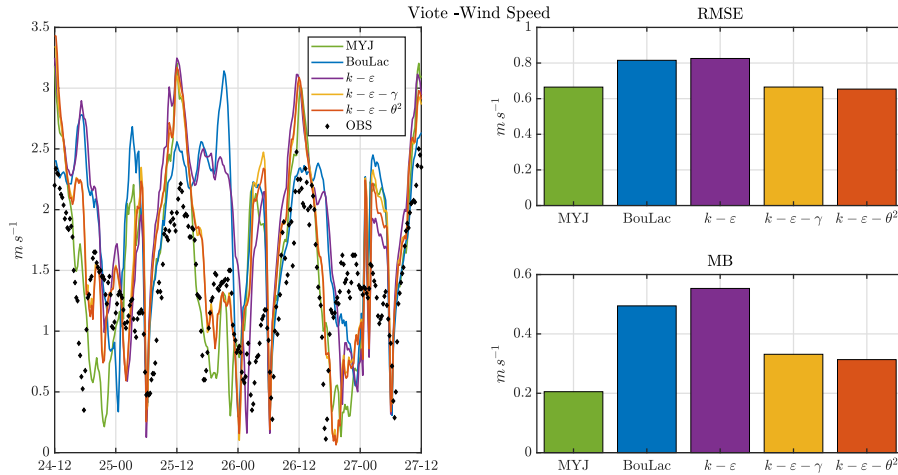 Viote -Wind Speed
m s⁻¹
3.5
3
2.5
2
1.5
1
0.5
0
24-12
25-00
25-12
26-00
26-12
27-00
27-12
MYJ
BouLac
k − ε
k − ε − γ
k − ε − θ²
OBS
RMSE
m s⁻¹
1
0.8
0.6
0.4
0.2
0
MYJ
BouLac
k − ε
k − ε − γ
k − ε − θ²
MB
m s⁻¹
0.6
0.4
0.2
0
MYJ
BouLac
k − ε
k − ε − γ
k − ε − θ²